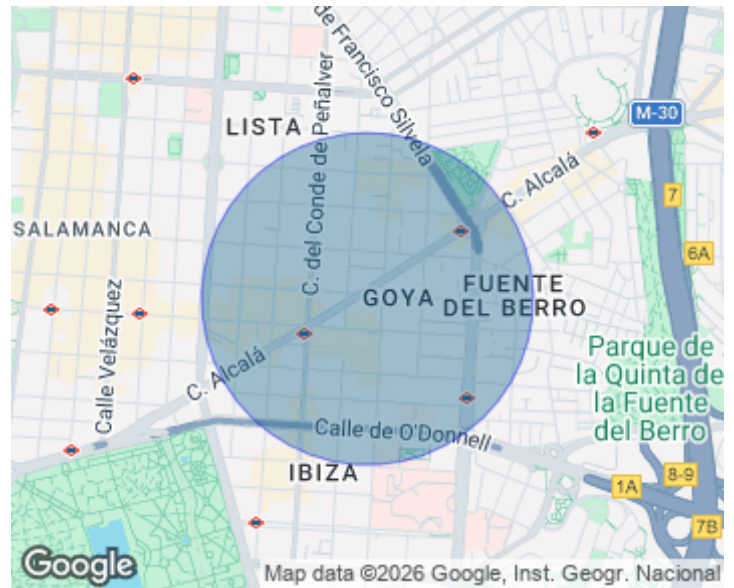 de Francisco Silvela
C. del Conde de Peñalver
LISTA
M-30
C. Alcalá
7
SALAMANCA
6A
GOYA
FUENTE
DEL BERRO
Calle Velázquez
Parque de
la Quinta de
la Fuente
del Berro
C. Alcalá
Calle de O'Donnell
IBIZA
8-9
1A
7B
Google
Map data ©2026 Google, Inst. Geogr. Nacional